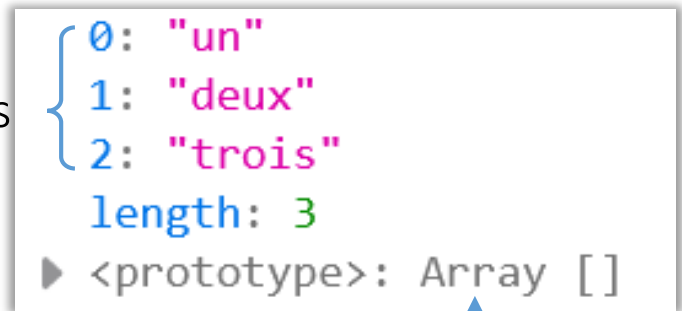 0: "un"
1: "deux"
2: "trois"
length: 3
<prototype>: Array []